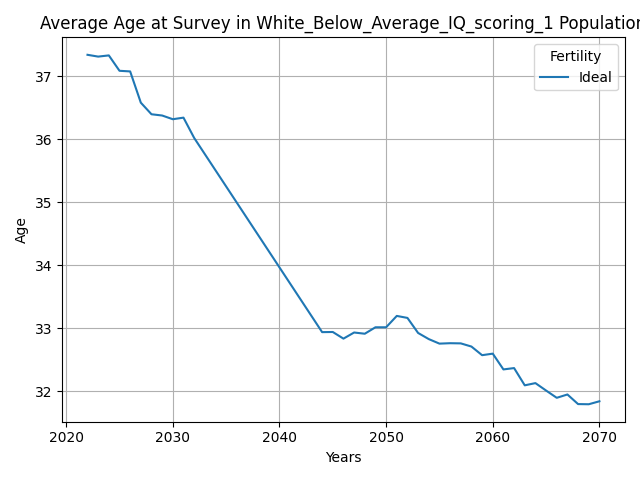 Average Age at Survey in White_Below_Average_IQ_scoring_1 Population
Fertility
Ideal
Age
37
36
35
34
33
32
2020 2030 2040 2050 2060 2070
Years